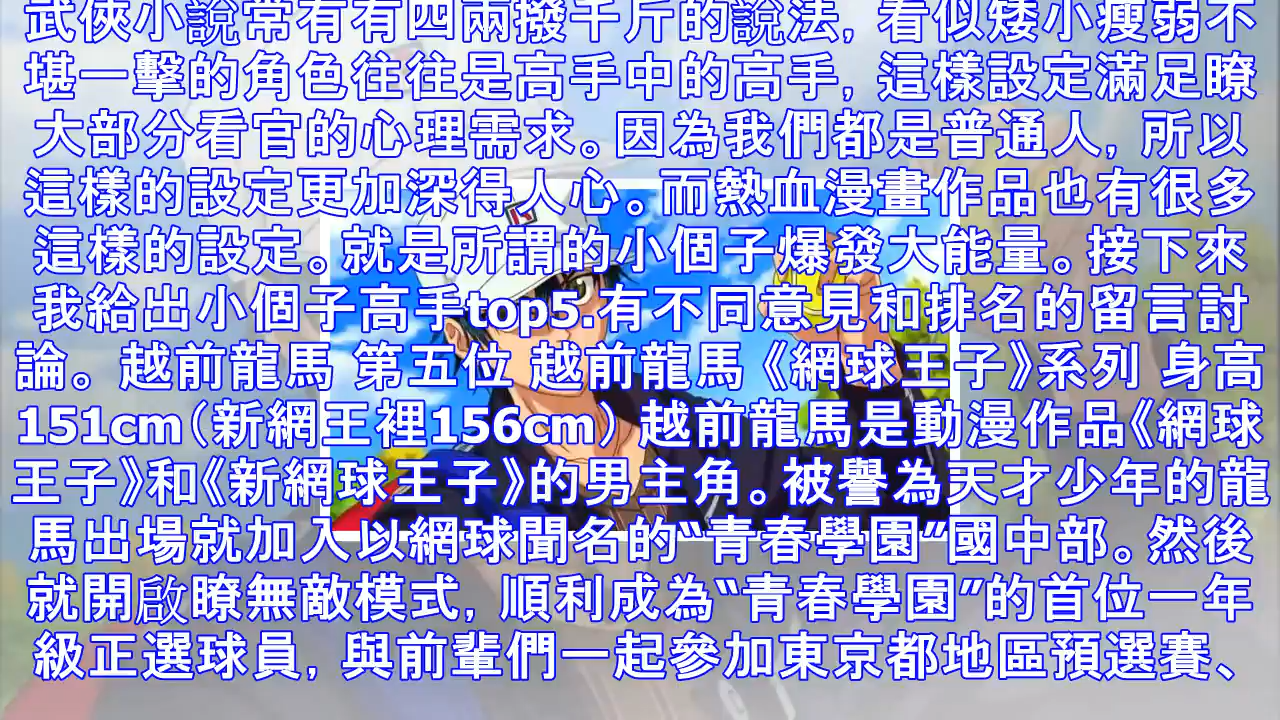 武俠小說常有有四兩撥千斤的說法, 看似矮小瘦弱不
堪一擊的角色往往是高手中的高手, 這樣設定滿足瞭
大部分看官的心理需求。因為我們都是普通人, 所以
這樣的設定更加深得人心。而熱血漫畫作品也有很多
這樣的設定。就是所謂的小個子爆發大能量。接下來
我給出小個子高手top5 有不同意見和排名的留言討
論。 越前龍馬 第五位 越前龍馬《網球王子》系列 身高
151cm（新網王裡156cm） 越前龍馬是動漫作品《網球
王子》和《新網球王子》的男主角。被譽為天才少年的龍
馬出場就加入以網球聞名的“青春學園”國中部。然後
就開啟瞭無敵模式, 順利成為“青春學園”的首位一年
級正選球員, 與前輩們一起參加東京都地區預選賽、